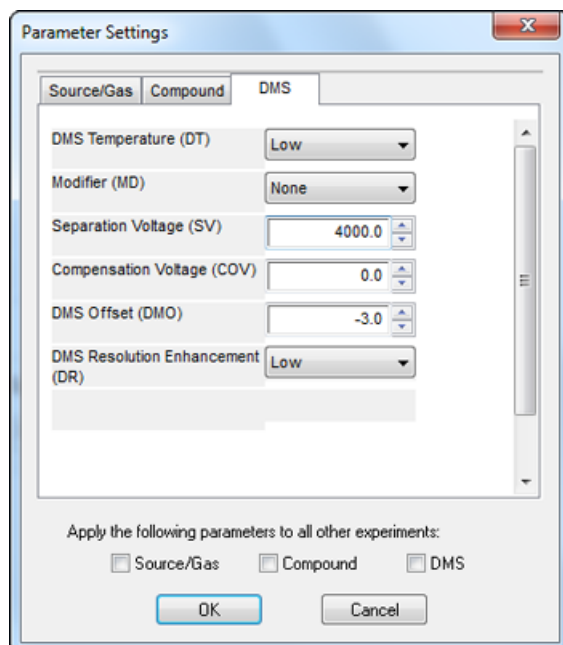 Parameter Settings
Source/Gas Compound DMS
DMS Temperature (DT) Low
Modifier (MD) None
Separation Voltage (SV) 4000.0
Compensation Voltage (COV) 0.0
DMS Offset (DMO) -3.0
DMS Resolution Enhancement Low
(DR)
Apply the following parameters to all other experiments:
Source/Gas Compound DMS
OK Cancel